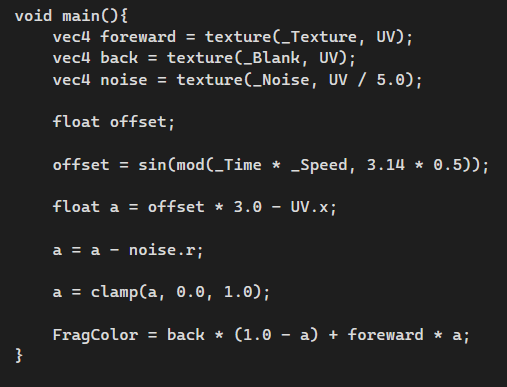 void main(){
    vec4 foreward = texture(_Texture, UV);
    vec4 back = texture(_Blank, UV);
    vec4 noise = texture(_Noise, UV / 5.0);

    float offset;

    offset = sin(mod(_Time * _Speed, 3.14 * 0.5));

    float a = offset * 3.0 - UV.x;

    a = a - noise.r;

    a = clamp(a, 0.0, 1.0);

    FragColor = back * (1.0 - a) + foreward * a;
}